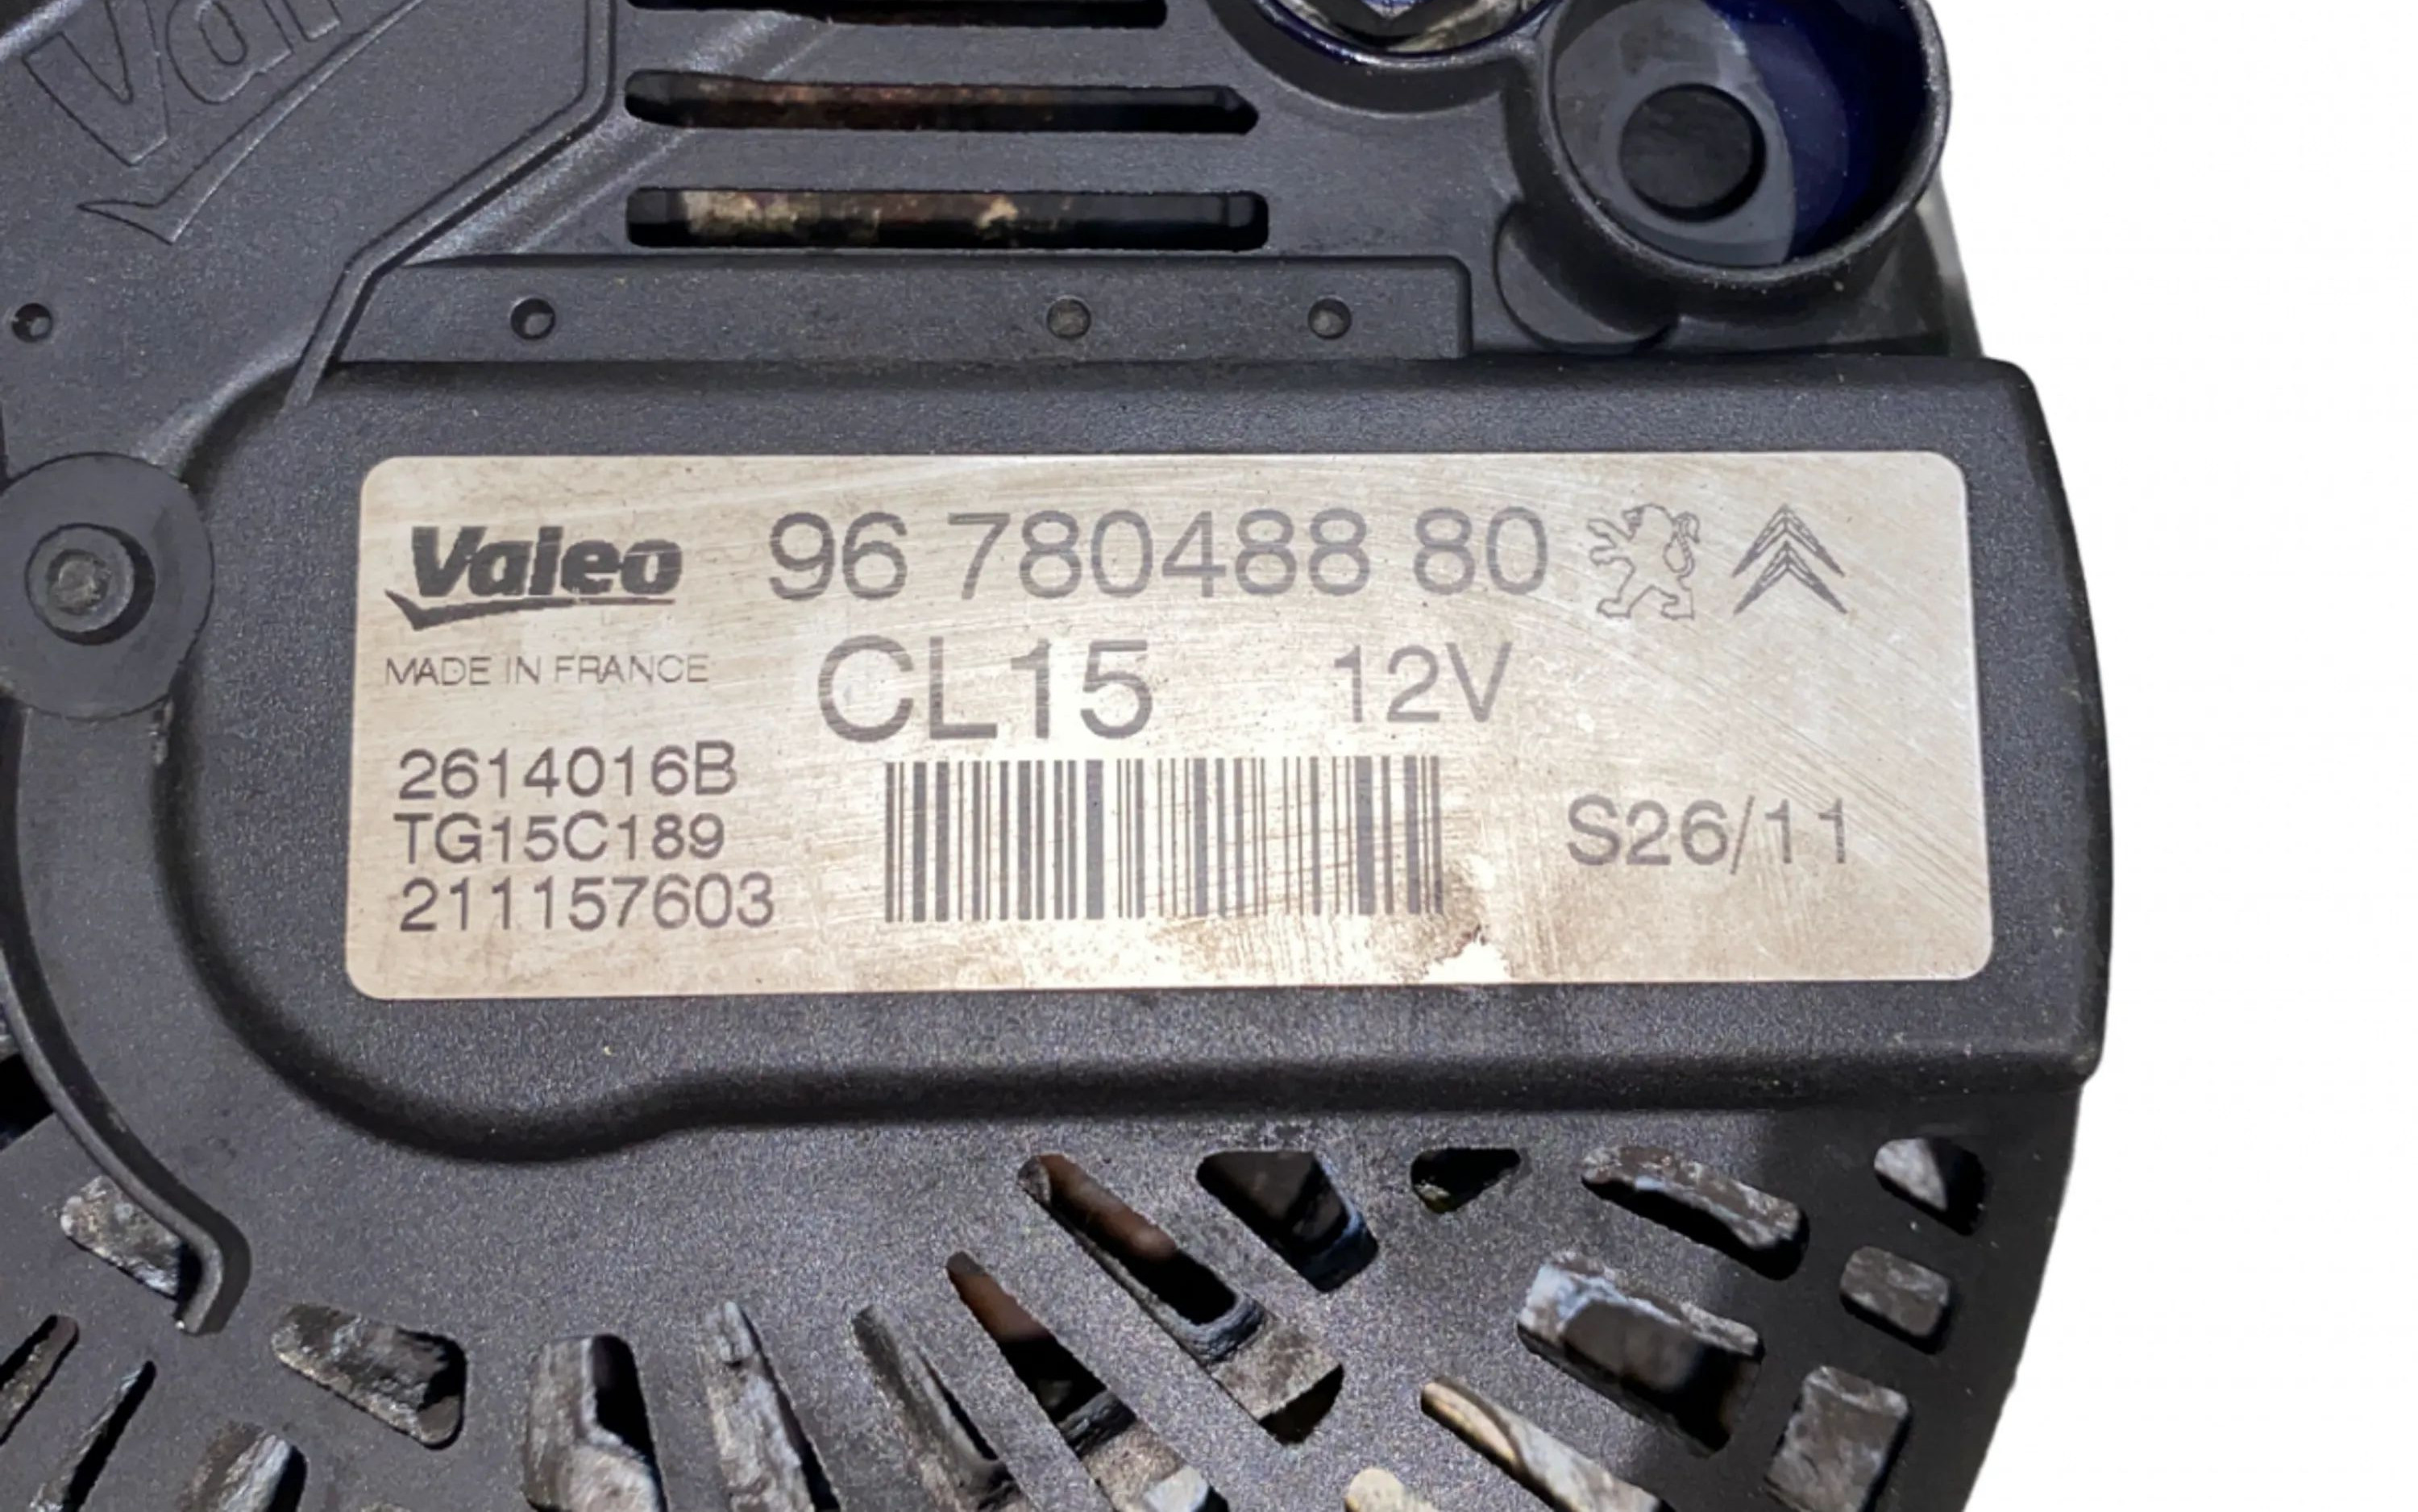 Valeo 96 780488 80
MADE IN FRANCE
CL15 12V
2614016B
TG15C189
211157603
S26/11